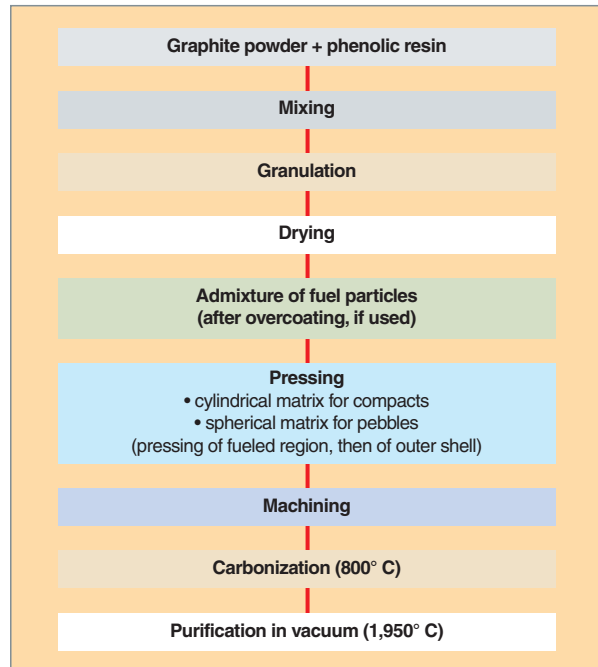 Graphite powder + phenolic resin
Mixing
Granulation
Drying
Admixture of fuel particles
(after overcoating, if used)
Pressing
• cylindrical matrix for compacts
• spherical matrix for pebbles
(pressing of fueled region, then of outer shell)
Machining
Carbonization (800° C)
Purification in vacuum (1,950° C)